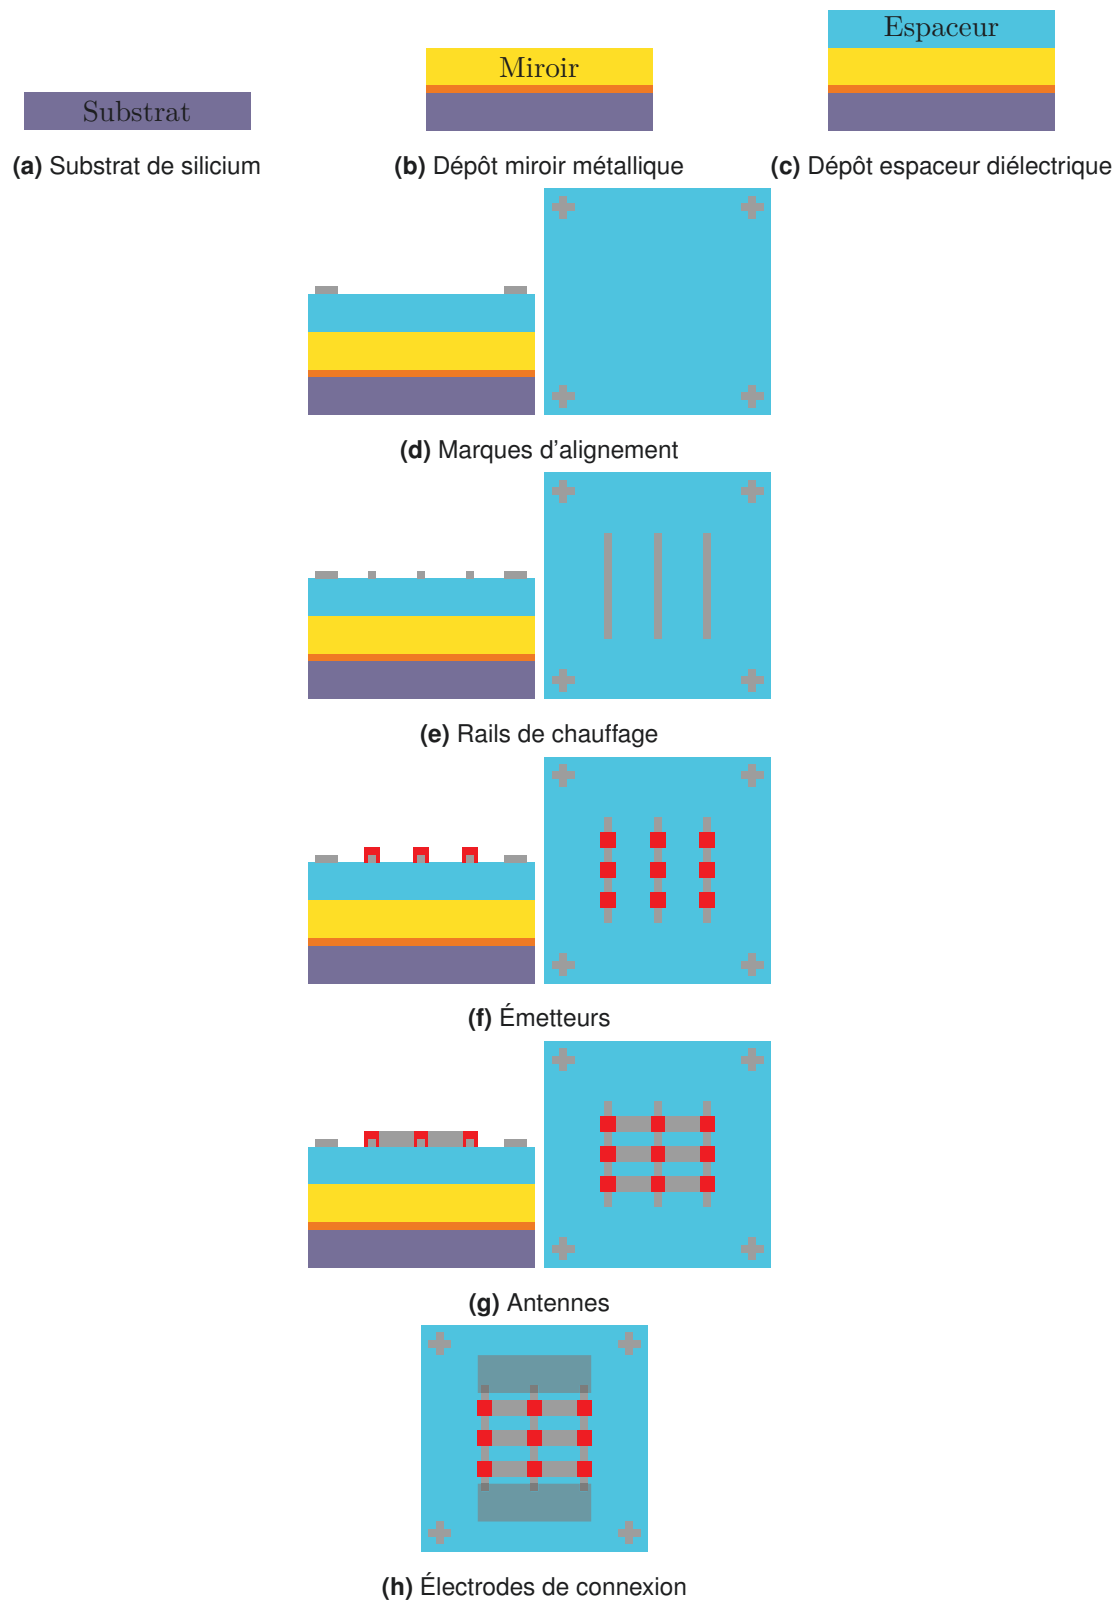 Substrat
Miroir
Espaceur
(a) Substrat de silicium
(b) Dépôt miroir métallique
(c) Dépôt espaceur diélectrique
(d) Marques d'alignement
(e) Rails de chauffage
(f) Émetteurs
(g) Antennes
(h) Électrodes de connexion